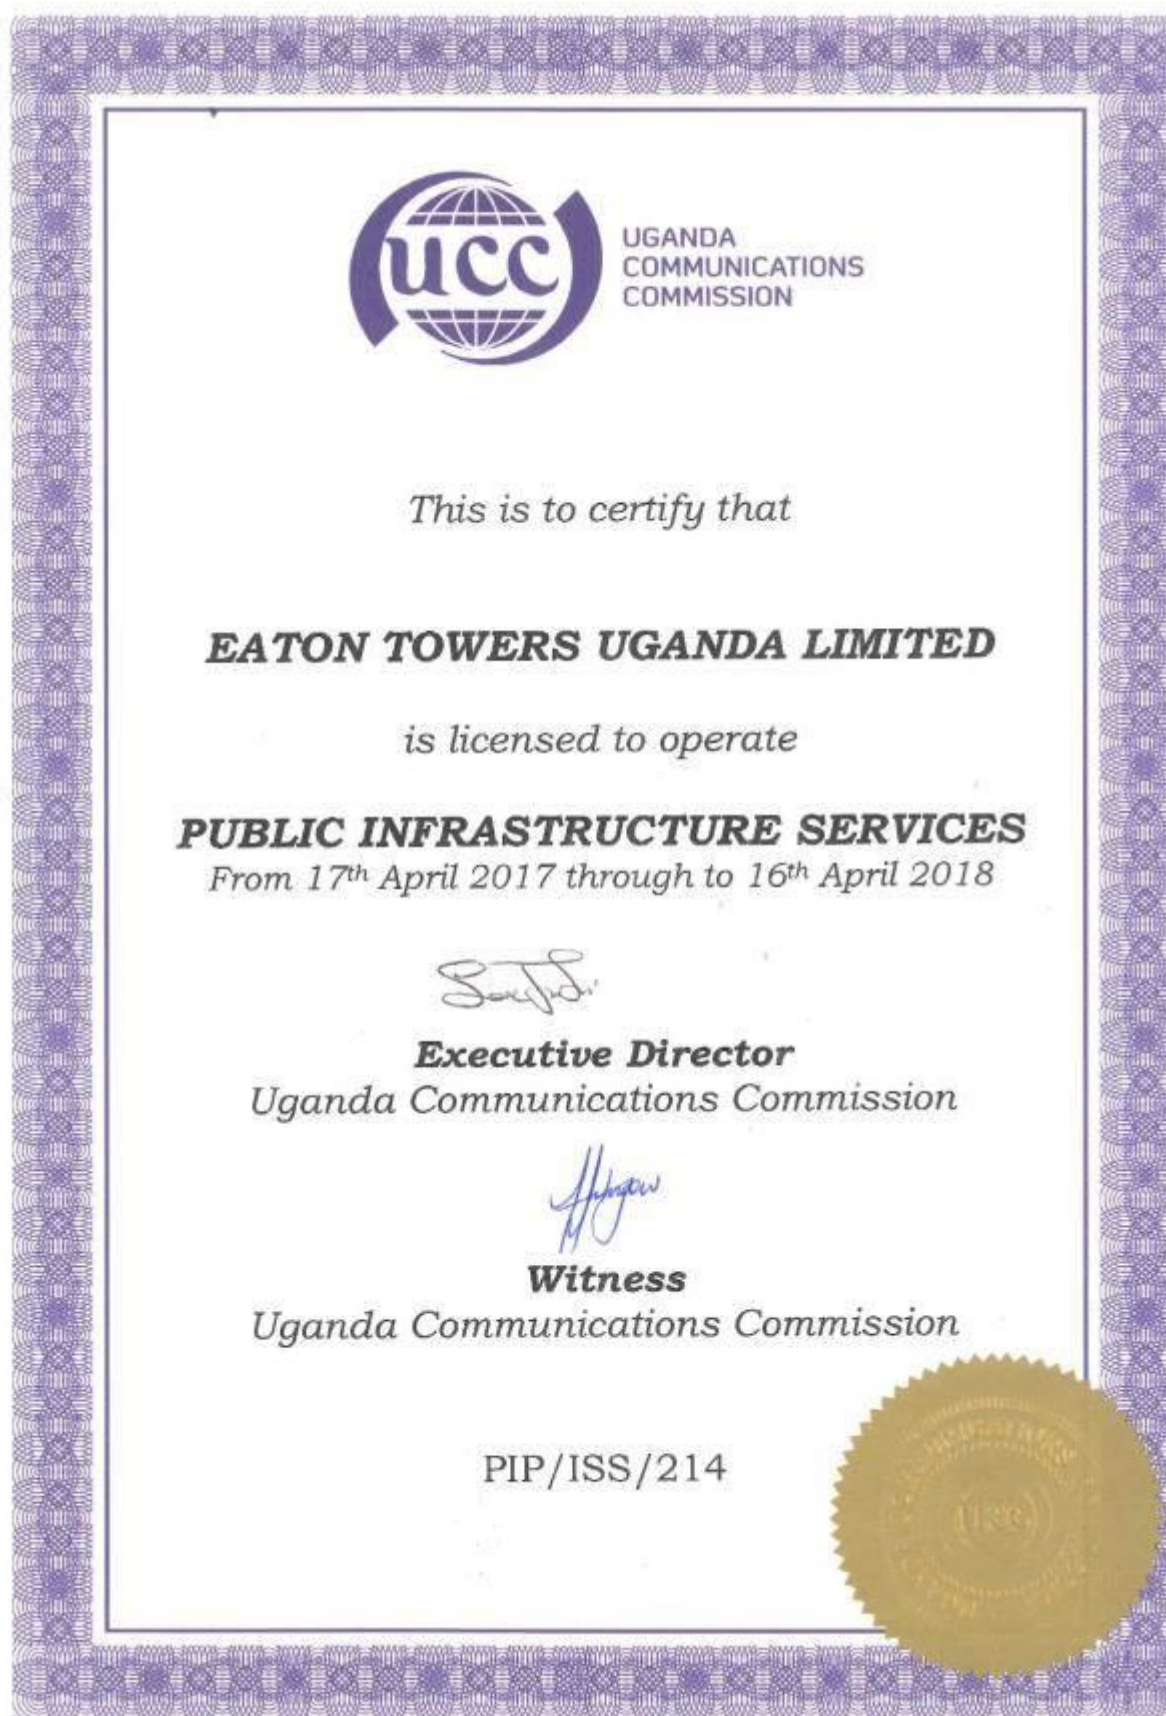 ucc
UGANDA
COMMUNICATIONS
COMMISSION
This is to certify that
EATON TOWERS UGANDA LIMITED
is licensed to operate
PUBLIC INFRASTRUCTURE SERVICES
From 17th April 2017 through to 16th April 2018
Executive Director
Uganda Communications Commission
Witness
Uganda Communications Commission
PIP/ISS/214
UCC